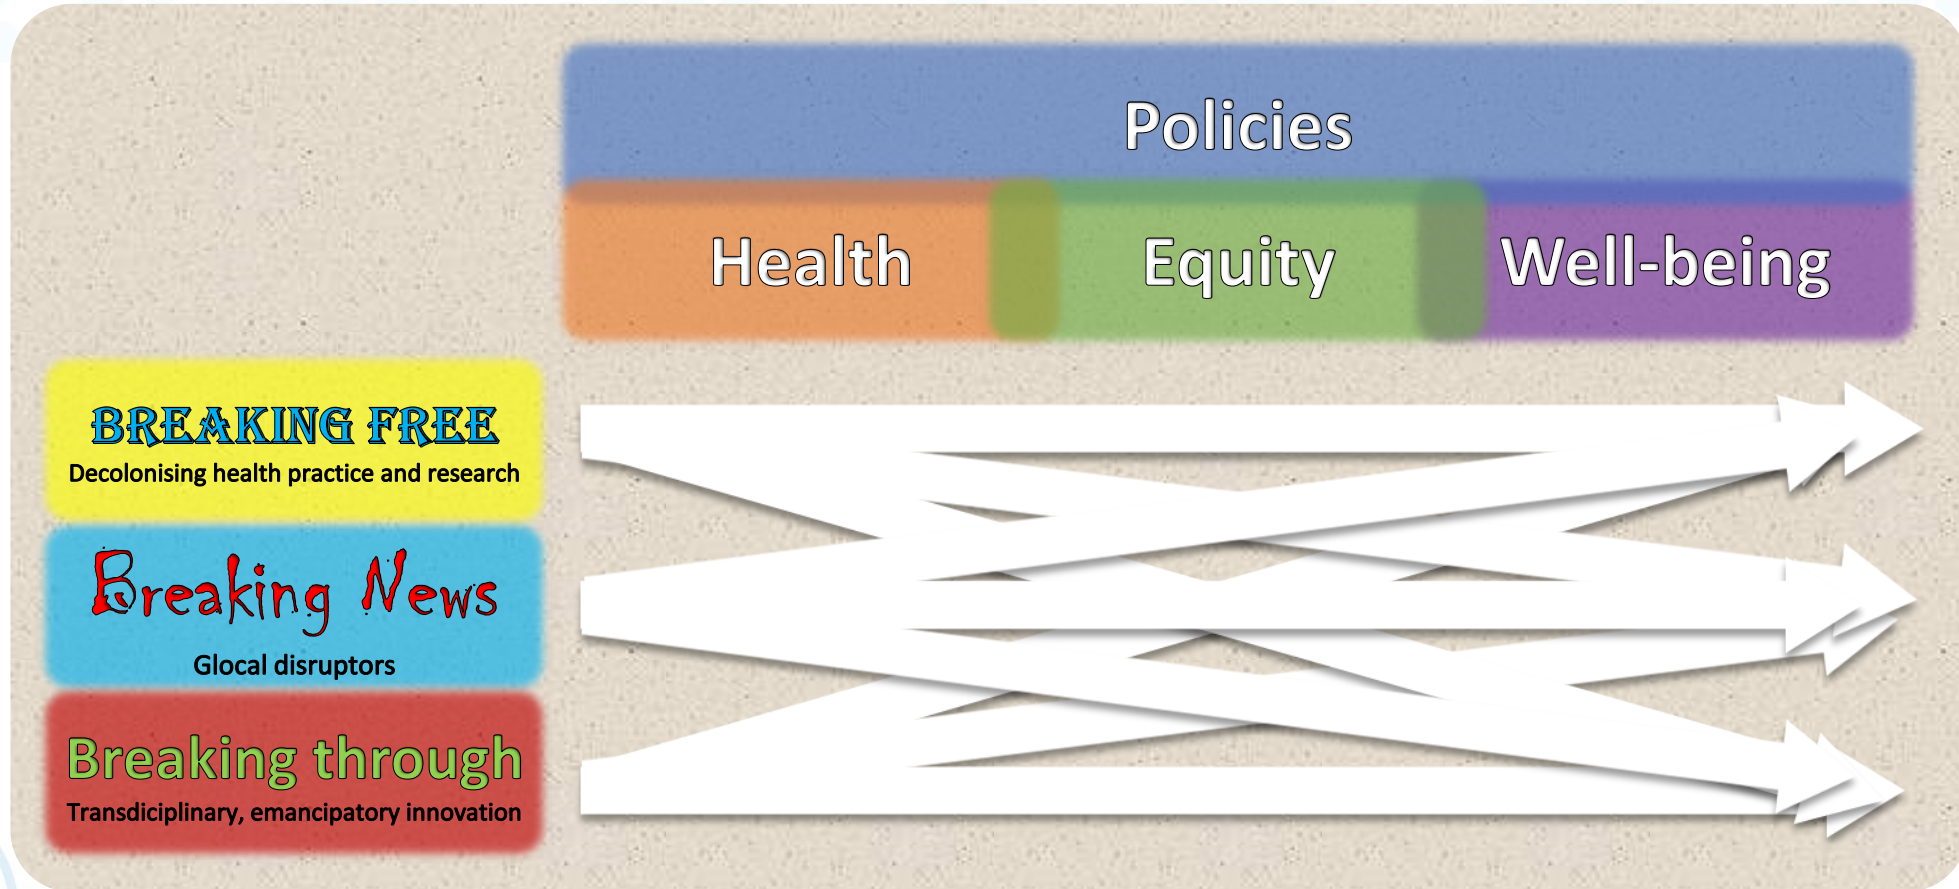 Policies
Health
Equity
Well-being
BREAKING FREE
Decolonising health practice and research
Breaking News
Glocal disruptors
Breaking through
Transdiciplinary, emancipatory innovation